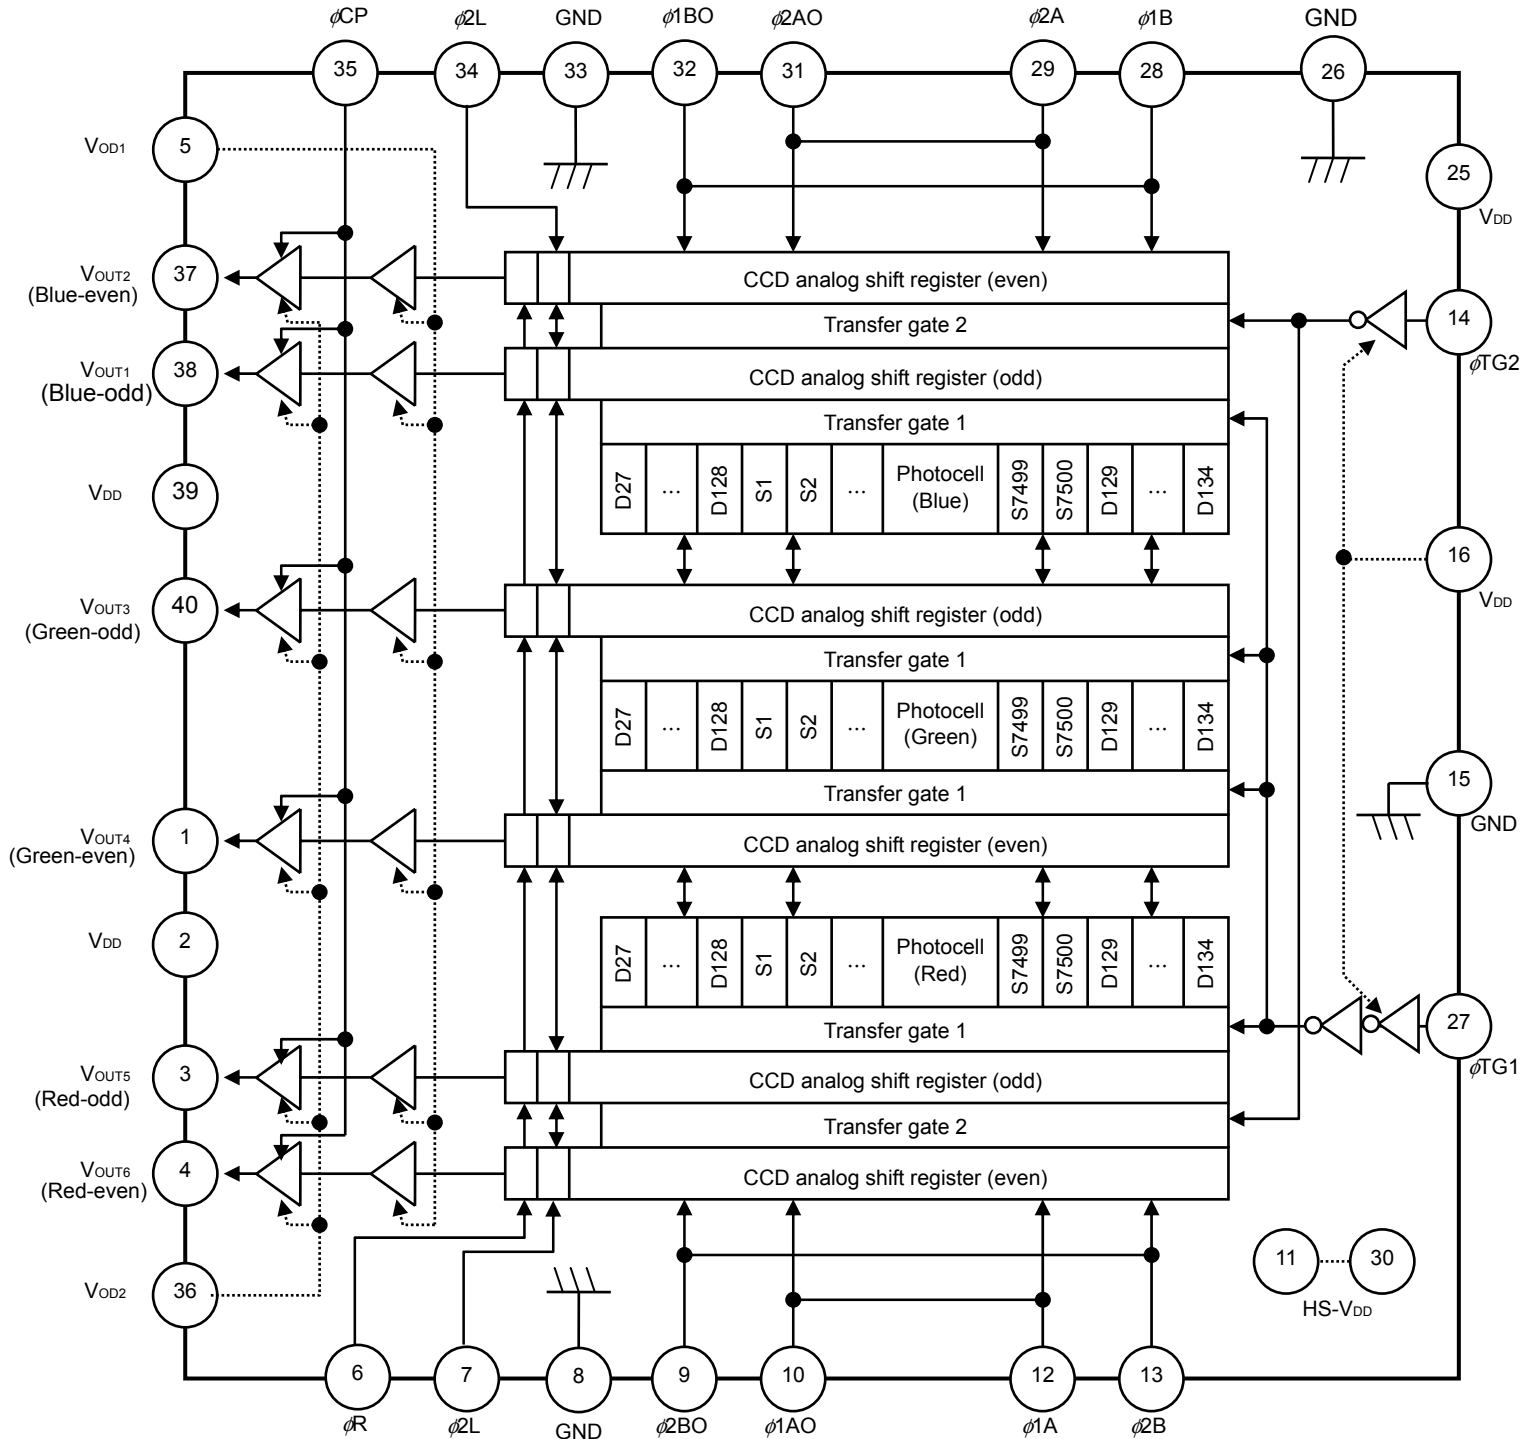 ϕCP
ϕ2L
GND
ϕ1BO
ϕ2AO
ϕ2A
ϕ1B
GND
35
34
33
32
31
29
28
26
VOD1
5
25
VDD
VOUT2
(Blue-even)
37
CCD analog shift register (even)
Transfer gate 2
14
ϕTG2
VOUT1
(Blue-odd)
38
CCD analog shift register (odd)
Transfer gate 1
D27
...
D128
S1
S2
...
Photocell
(Blue)
S7499
S7500
D129
...
D134
VDD
39
16
VDD
VOUT3
(Green-odd)
40
CCD analog shift register (odd)
Transfer gate 1
D27
...
D128
S1
S2
...
Photocell
(Green)
S7499
S7500
D129
...
D134
15
GND
Transfer gate 1
VOUT4
(Green-even)
1
CCD analog shift register (even)
VDD
2
D27
...
D128
S1
S2
...
Photocell
(Red)
S7499
S7500
D129
...
D134
Transfer gate 1
27
ϕTG1
VOUT5
(Red-odd)
3
CCD analog shift register (odd)
Transfer gate 2
VOUT6
(Red-even)
4
CCD analog shift register (even)
VOD2
36
11
30
HS-VDD
6
7
8
9
10
12
13
ϕR
ϕ2L
GND
ϕ2BO
ϕ1AO
ϕ1A
ϕ2B